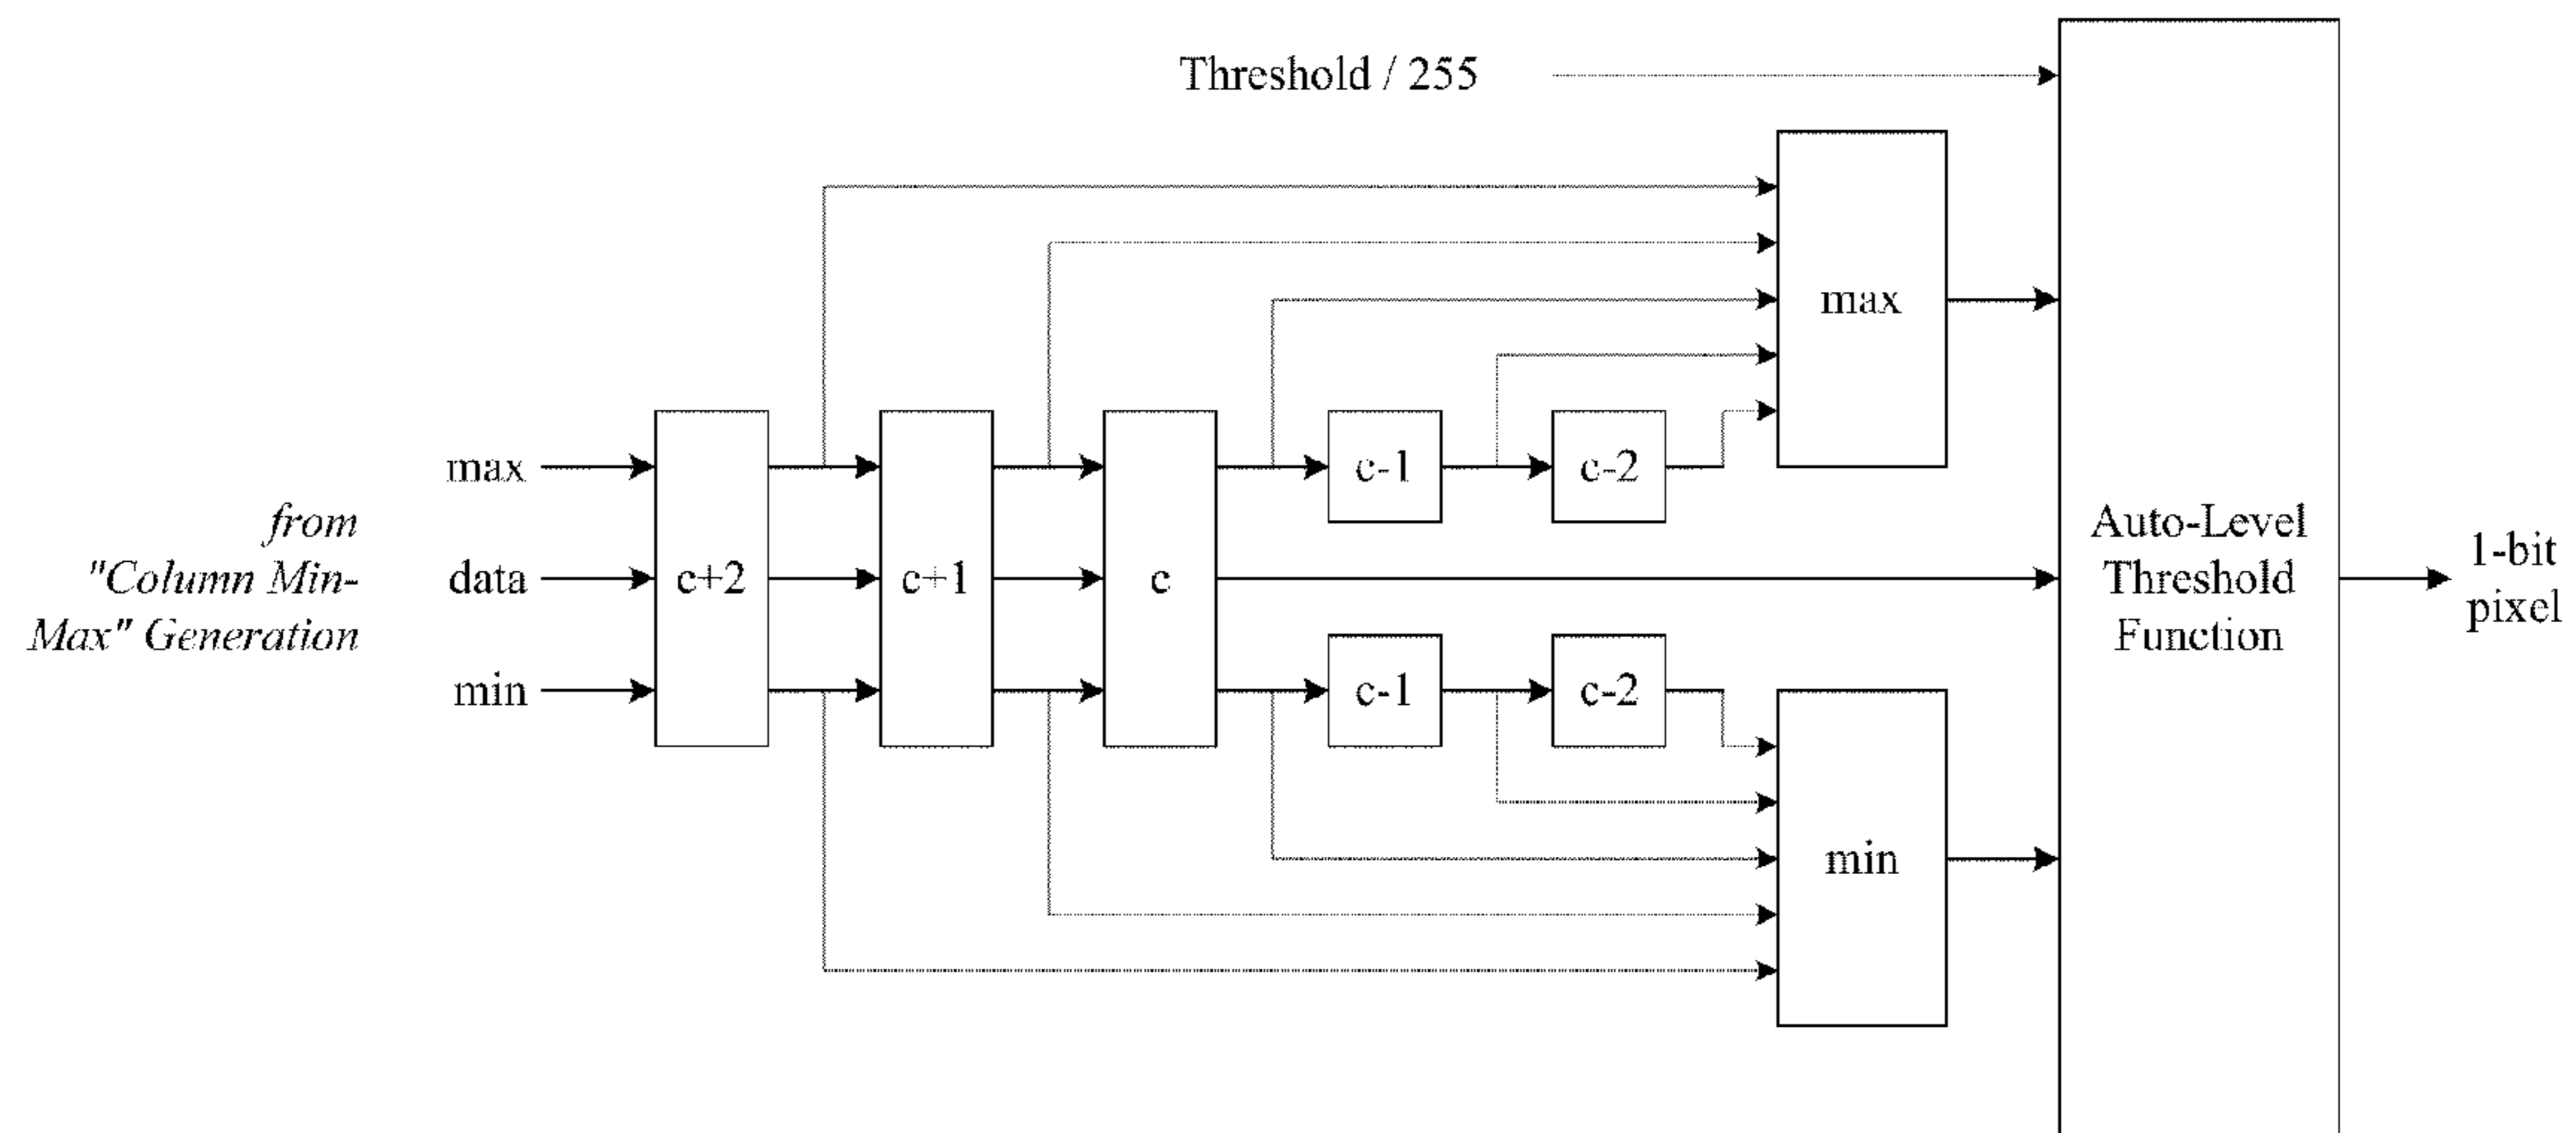 Threshold / 255
max
max
c-1
c-2
from
"Column Min-
Max" Generation
data
c+2
c+1
c
Auto-Level
Threshold
Function
1-bit
pixel
min
c-1
c-2
min